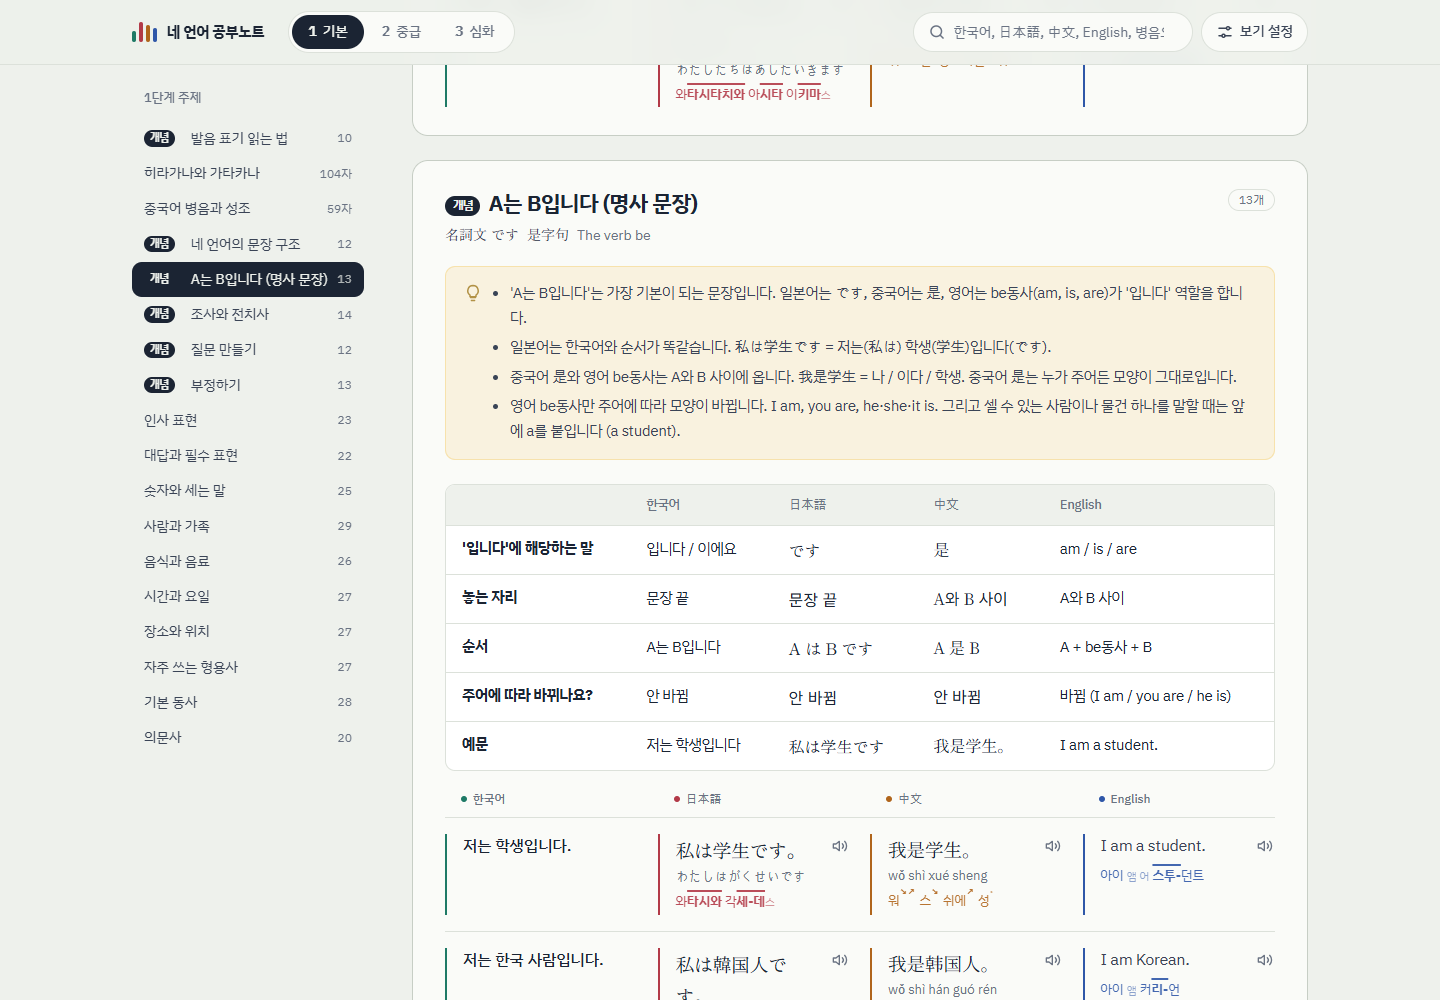 네 언어 공부노트
1 기본
2 중급
3 심화
한국어, 日本語, 中文, English, 병음
보기 설정
1단계 주제
개념 발음 표기 읽는 법 10
히라가나와 가타카나 104자
중국어 병음과 성조 59자
개념 네 언어의 문장 구조 12
개념 A는 B입니다 (명사 문장) 13
개념 조사와 전치사 14
개념 질문 만들기 12
개념 부정하기 13
인사 표현 23
대답과 필수 표현 22
숫자와 세는 말 25
사람과 가족 29
음식과 음료 26
시간과 요일 27
장소와 위치 27
자주 쓰는 형용사 27
기본 동사 28
의문사 20
わたしたちはあしたいきます
와타시타치와 아시타 이키마스
개념 A는 B입니다 (명사 문장) 13개
名詞文 です 是字句 The verb be
• 'A는 B입니다'는 가장 기본이 되는 문장입니다. 일본어는 です, 중국어는 是, 영어는 be동사(am, is, are)가 '입니다' 역할을 합니
다.
• 일본어는 한국어와 순서가 똑같습니다. 私は学生です = 저는(私は) 학생(学生)입니다(です).
• 중국어 是와 영어 be동사는 A와 B 사이에 옵니다. 我是学生 = 나 / 이다 / 학생. 중국어 是는 누가 주어든 모양이 그대로입니다.
• 영어 be동사만 주어에 따라 모양이 바뀝니다. I am, you are, he·she·it is. 그리고 셀 수 있는 사람이나 물건 하나를 말할 때는 앞
에 a를 붙입니다 (a student).
한국어 日本語 中文 English
'입니다'에 해당하는 말 입니다 / 이에요 です 是 am / is / are
놓는 자리 문장 끝 문장 끝 A와 B 사이 A와 B 사이
순서 A는 B입니다 A は B です A 是 B A + be동사 + B
주어에 따라 바뀌나요? 안 바뀜 안 바뀜 안 바뀜 바뀜 (I am / you are / he is)
예문 저는 학생입니다 私は学生です 我是学生。 I am a student.
한국어 日本語 中文 English
저는 학생입니다. 私は学生です。 我是学生。 I am a student.
わたしはがくせいです wǒ shì xué sheng 아이 앰 어 스투-던트
와타시와 각세-데스 워 스 쉬에 성
저는 한국 사람입니다. 私は韓国人で 我是韩国人。 I am Korean.
す。 wǒ shì hán guó rén 아이 앰 커리-언